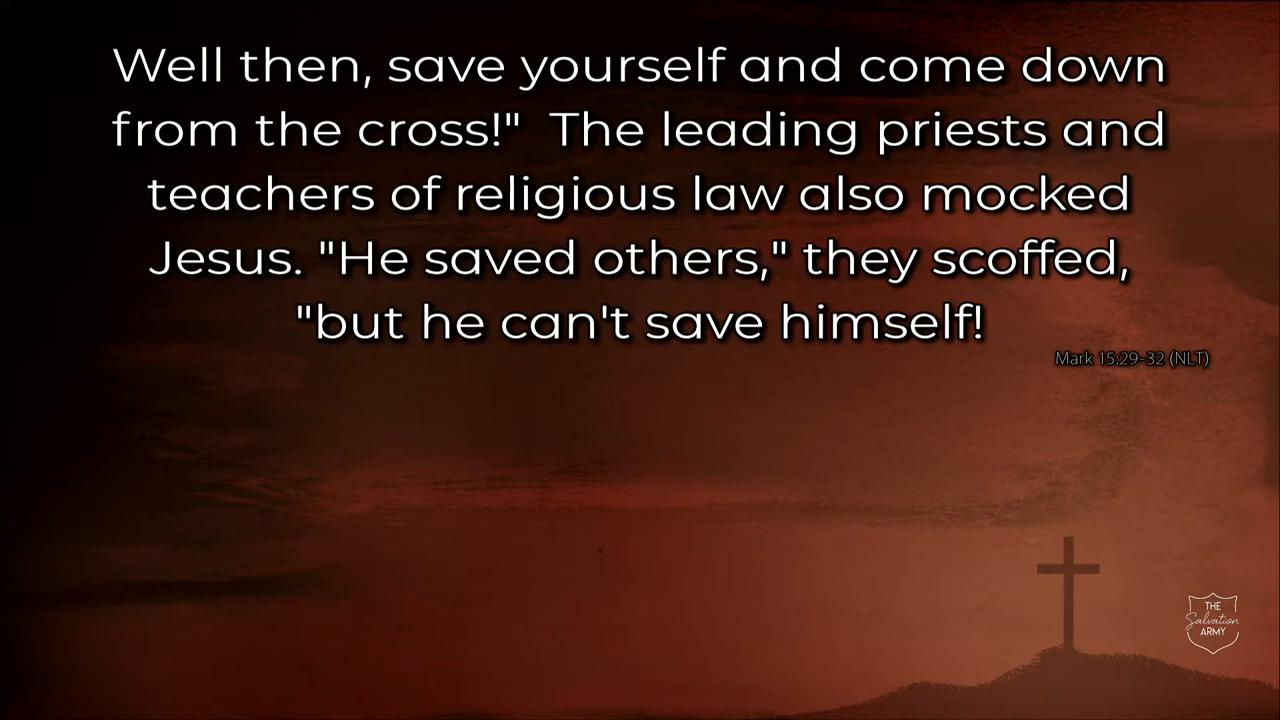 Well then, save yourself and come down
from the cross!"  The leading priests and
teachers of religious law also mocked
Jesus. "He saved others," they scoffed,
"but he can't save himself!
Mark 15:29-32 (NLT)
THE
Salvation
ARMY